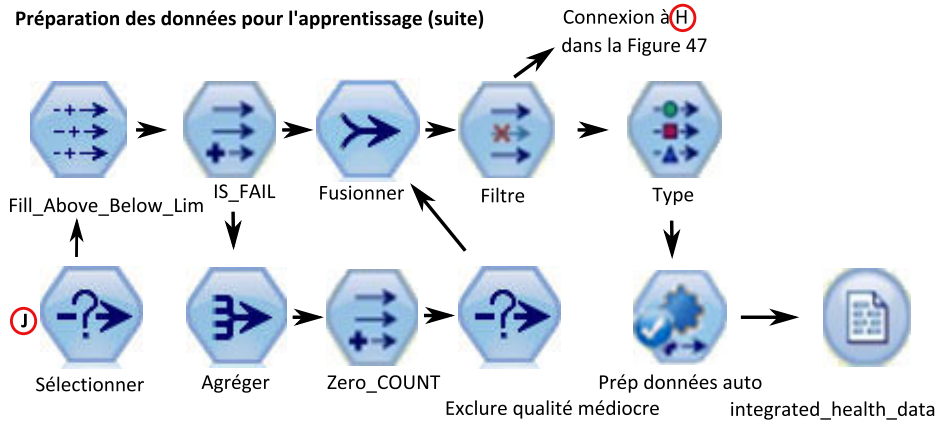 Préparation des données pour l'apprentissage (suite)
Connexion à H
dans la Figure 47
Fill_Above_Below_Lim
IS_FAIL
Fusionner
Filtre
Type
J
Sélectionner
Agréger
Zero_COUNT
Exclure qualité médiocre
Prép données auto
integrated_health_data